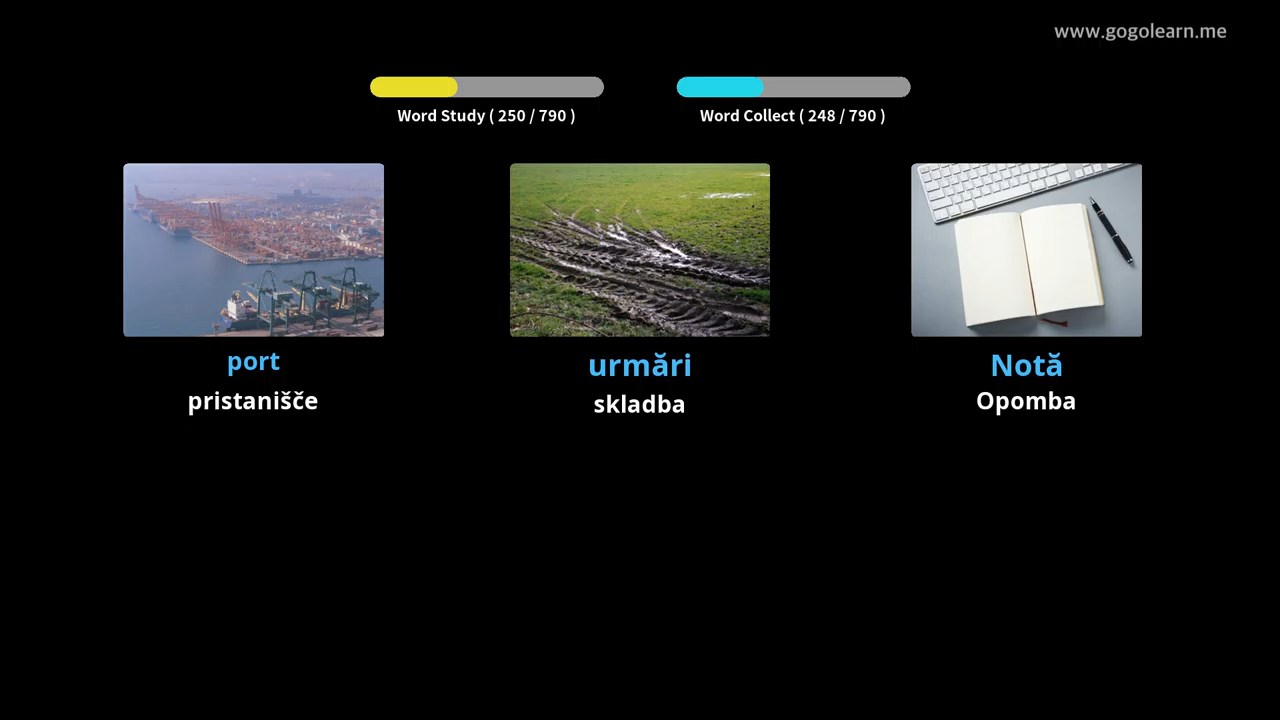 www.gogolearn.me
Word Study ( 250 / 790 )
Word Collect ( 248 / 790 )
port
pristanišče
urmări
skladba
Notă
Opomba